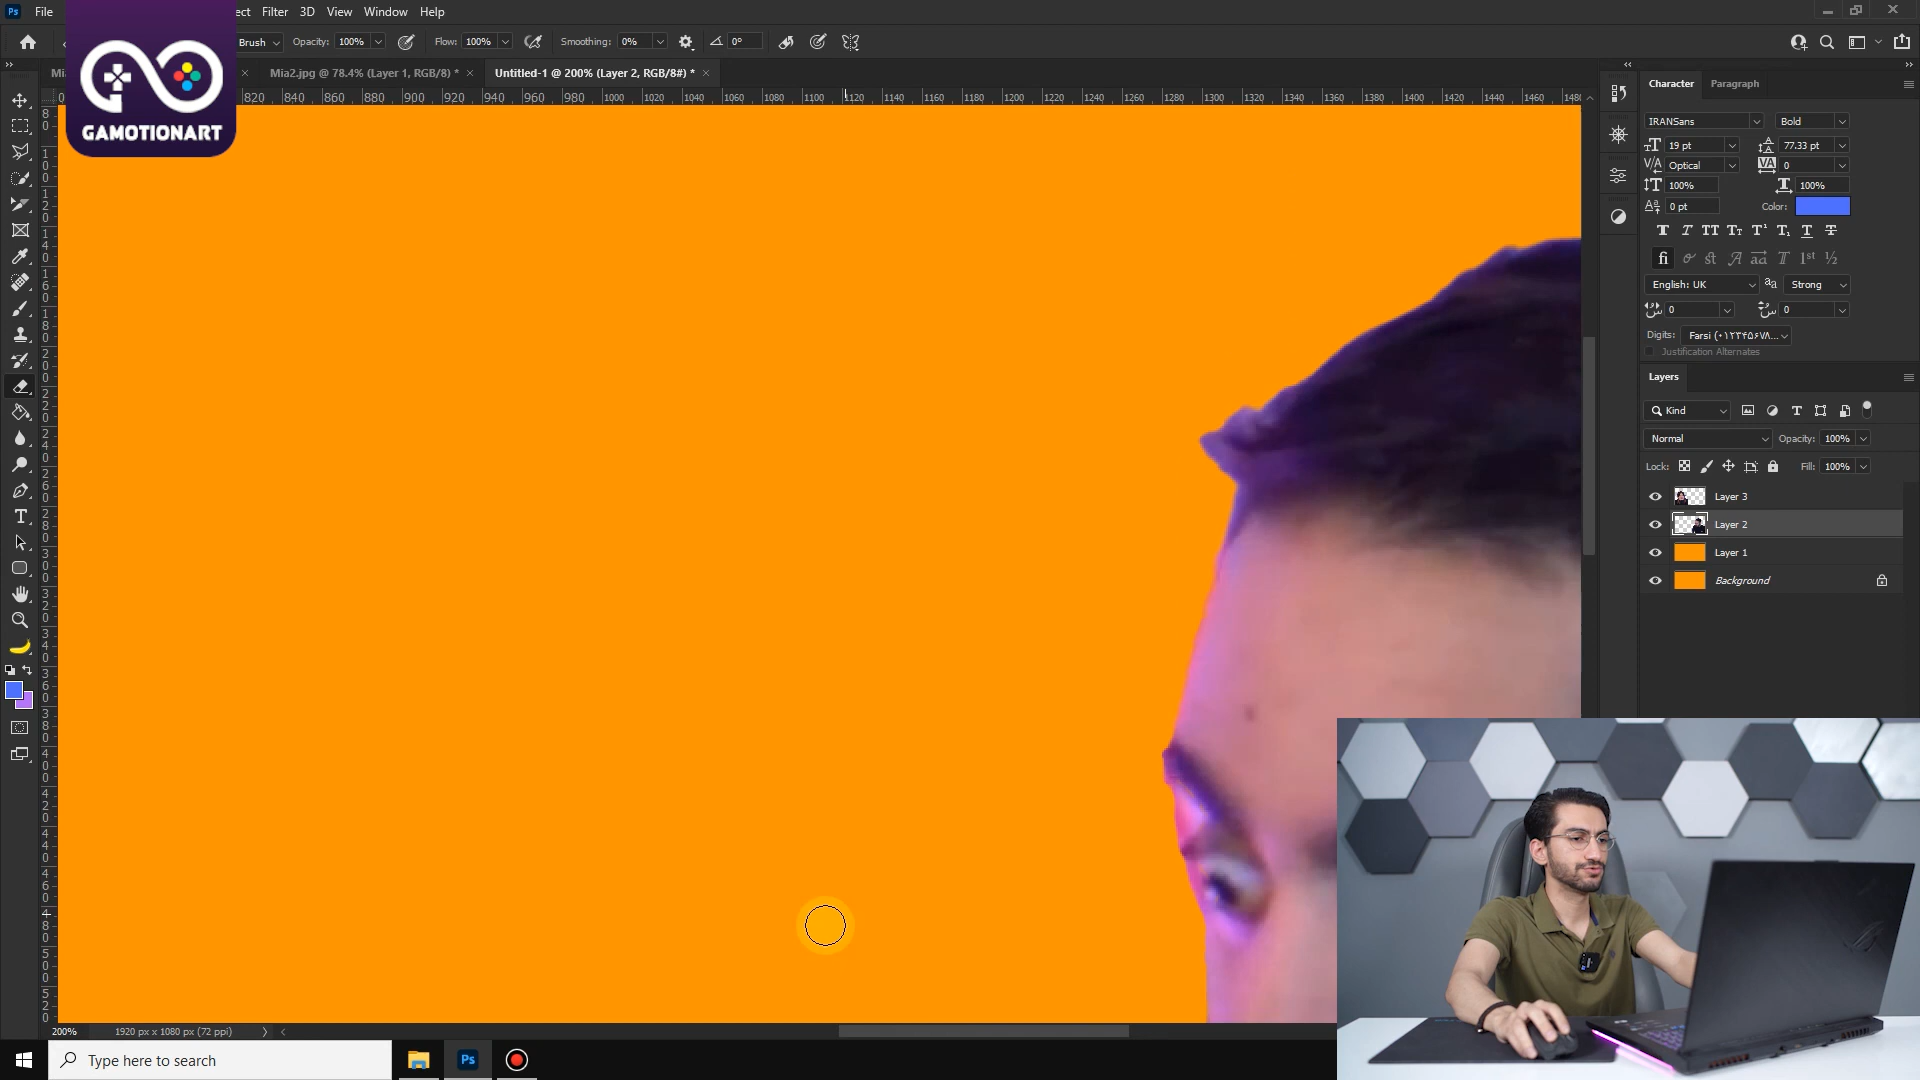 File
ect
Filter
3D
View
Window
Help
GAMOTIONART
Brush
Opacity: 100%
Flow: 100%
Smoothing: 0%
0°
Mia2.jpg @ 78.4% (Layer 1, RGB/8) *
Untitled-1 @ 200% (Layer 2, RGB/8#) *
820 840 860 880 900 920 940 960 980 1000 1020 1040 1060 1080 1100 1120 1140 1160 1180 1200 1220 1240 1260 1280 1300 1320 1340 1360 1380 1400 1420 1440 1460 1480
Character
Paragraph
IRANSans
Bold
19 pt
77.33 pt
Optical
0
100%
100%
0 pt
Color:
English: UK
Strong
0
0
Digits:
Farsi (۰۱۲۳۴۵۶۷۸...
Justification Alternates
Layers
Kind
Normal
Opacity: 100%
Lock:
Fill: 100%
Layer 3
Layer 2
Layer 1
Background
200%
1920 px x 1080 px (72 ppi)
Type here to search
Ps